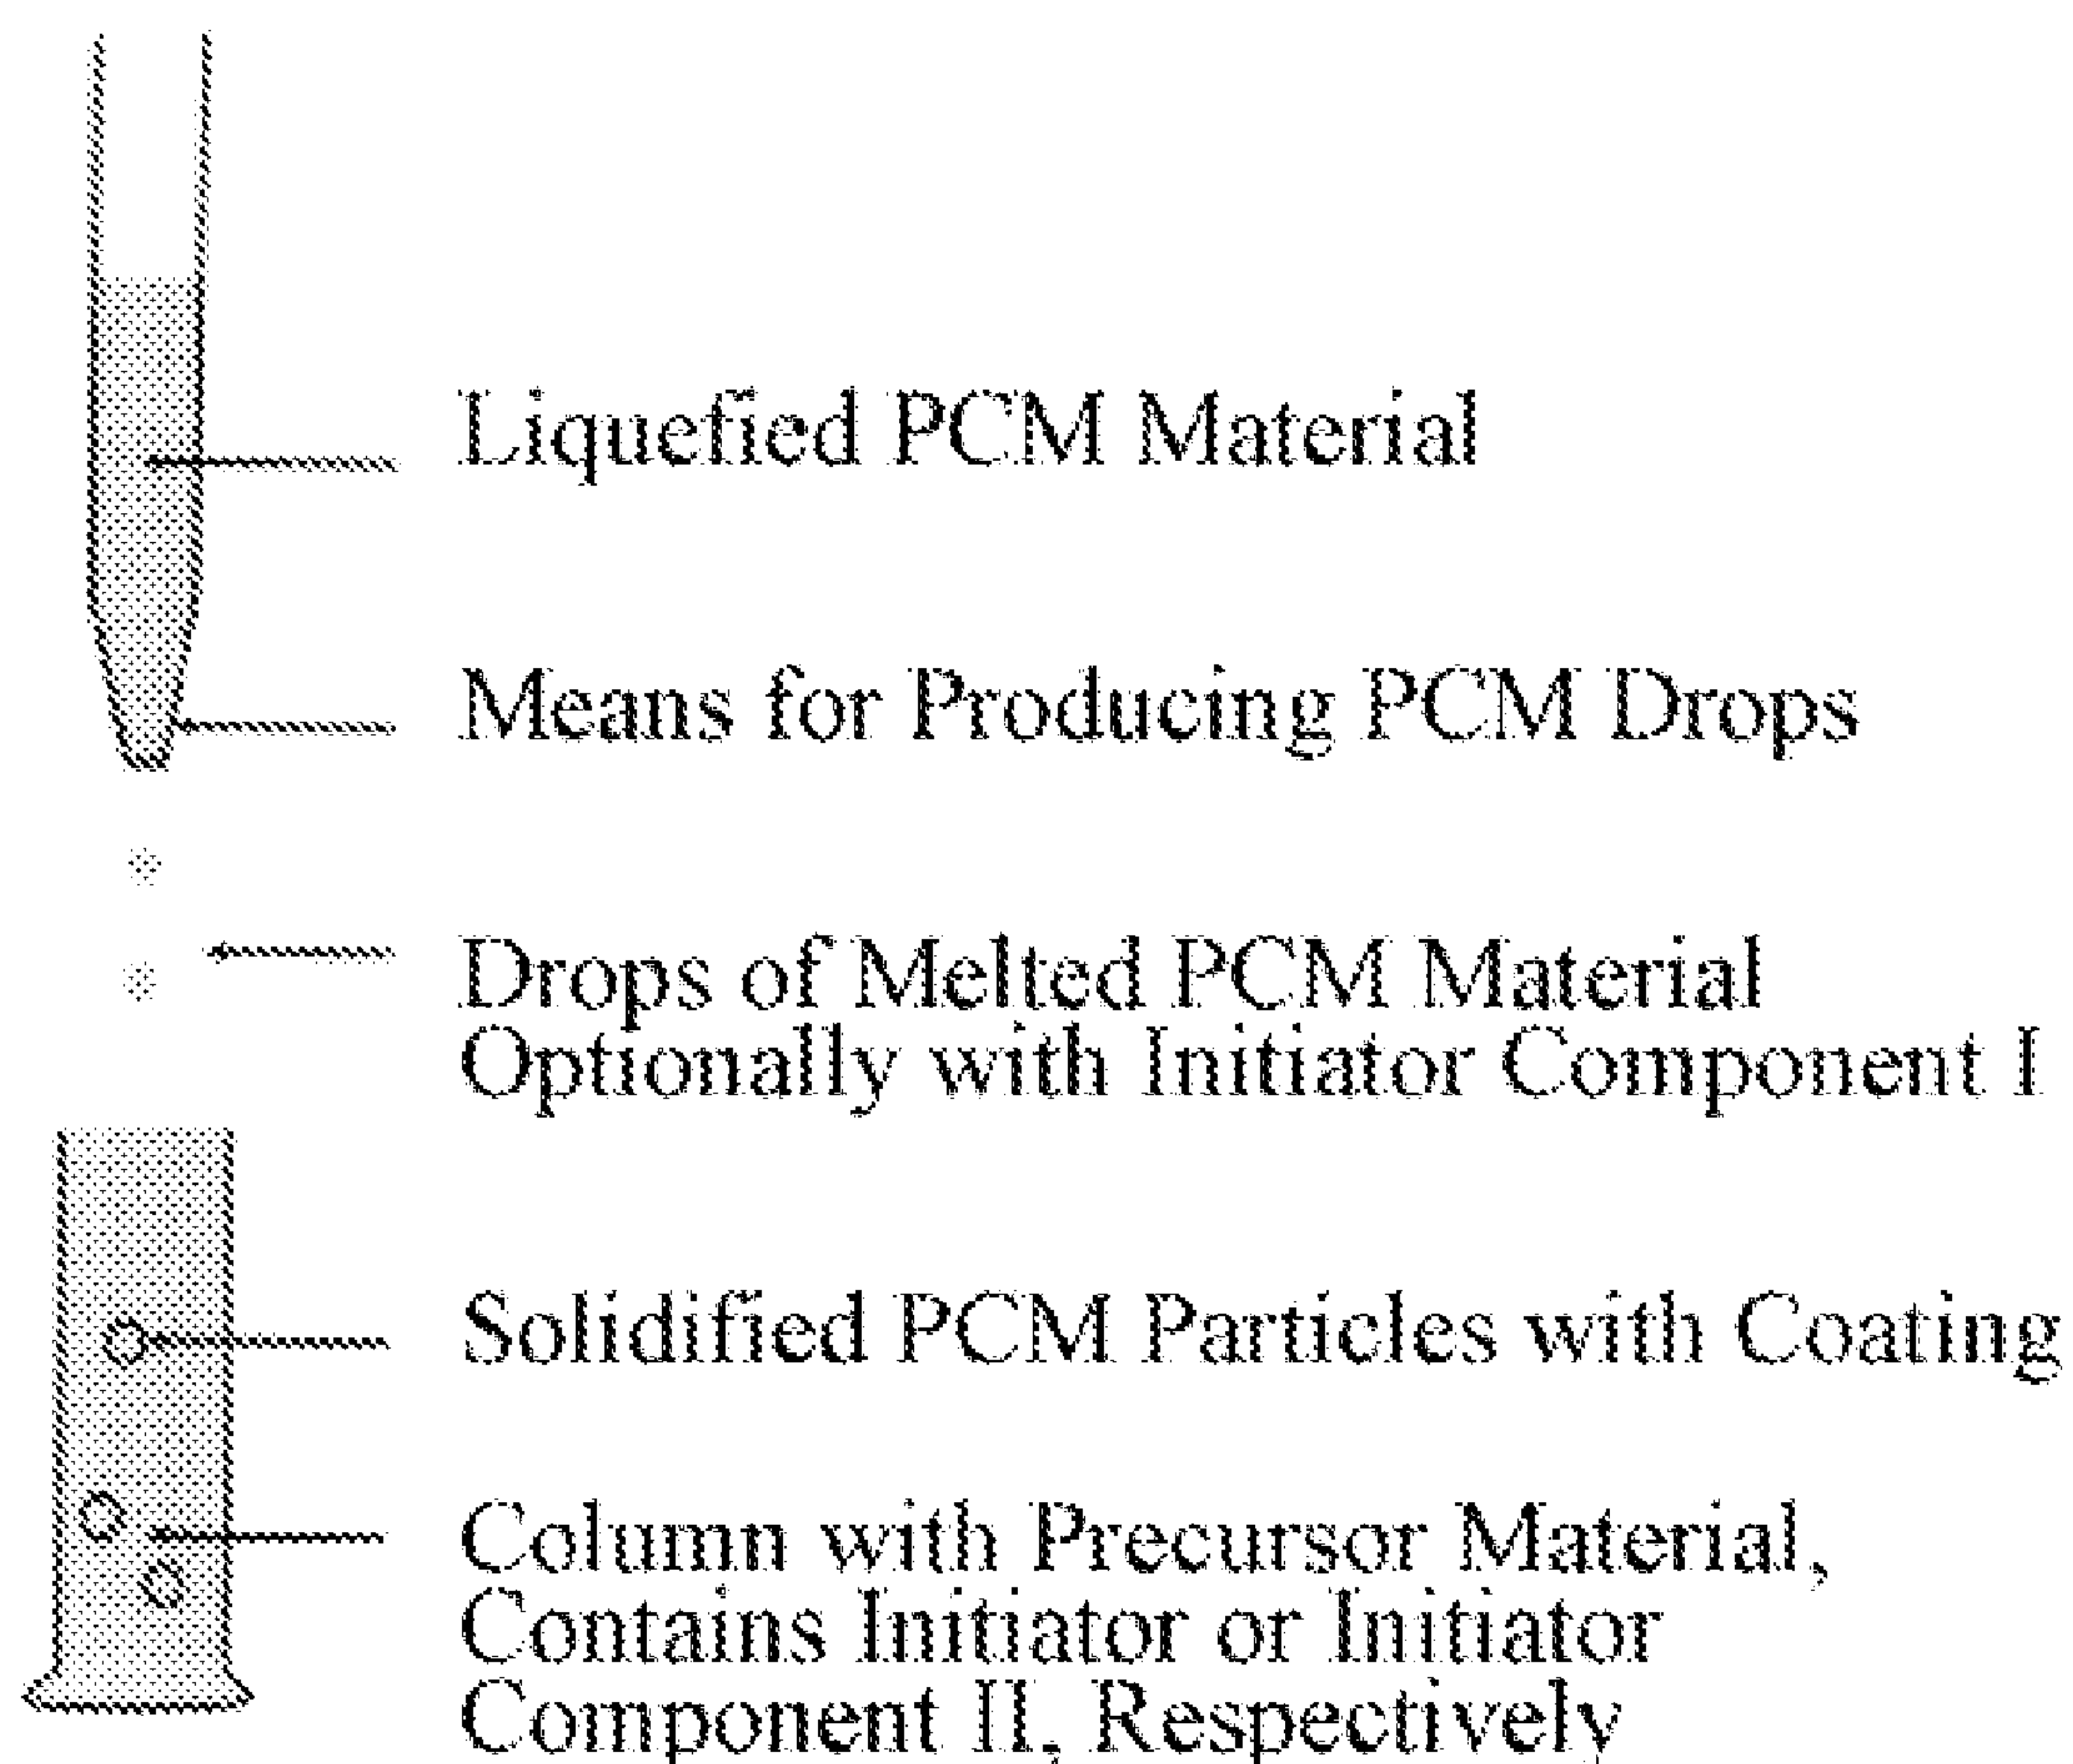 Liquefied PCM Material
Means for Producing PCM Drops
Drops of Melted PCM Material
Optionally with Initiator Component I
Solidified PCM Particles with Coating
Column with Precursor Material,
Contains Initiator or Initiator
Component II, Respectively